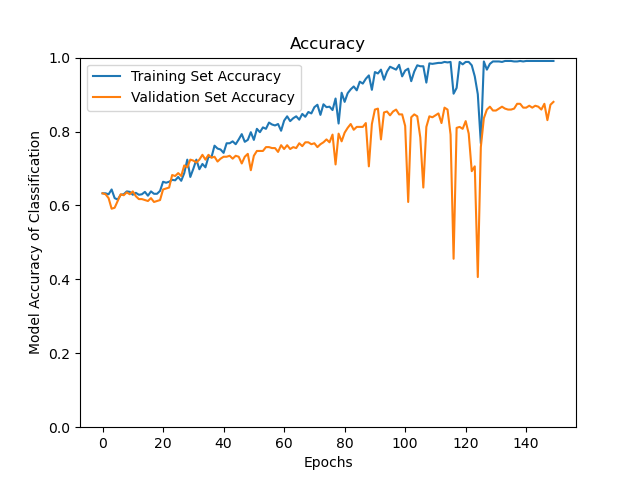 Accuracy
Training Set Accuracy
Validation Set Accuracy
Model Accuracy of Classification
1.0
0.8
0.6
0.4
0.2
0.0
0 20 40 60 80 100 120 140
Epochs